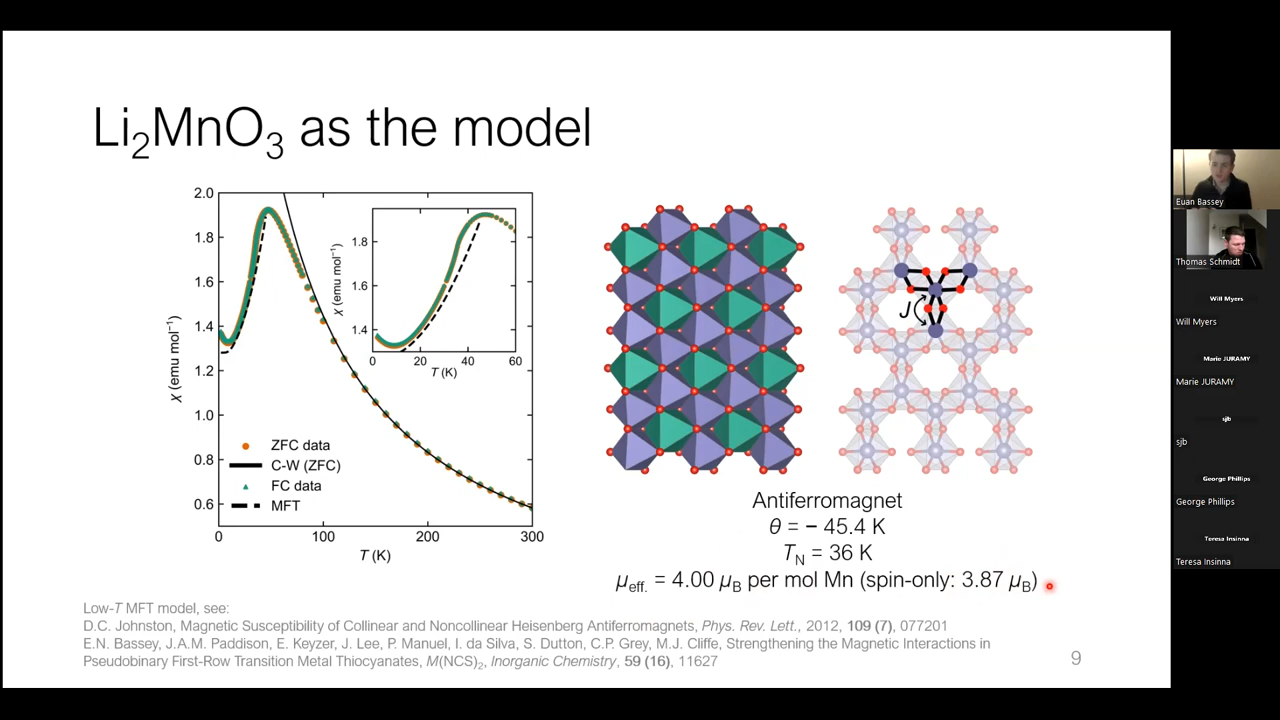 Li₂MnO₃ as the model
2.0
1.8
1.6
1.4
1.2
1.0
0.8
0.6
χ (emu mol⁻¹)
0
100
200
300
T (K)
ZFC data
C-W (ZFC)
FC data
MFT
1.8
1.6
1.4
χ (emu mol⁻¹)
0
20
40
60
T (K)
J
Antiferromagnet
θ = − 45.4 K
T_N = 36 K
μ_eff. = 4.00 μ_B per mol Mn (spin-only: 3.87 μ_B)
Low-T MFT model, see:
D.C. Johnston, Magnetic Susceptibility of Collinear and Noncollinear Heisenberg Antiferromagnets, Phys. Rev. Lett., 2012, 109 (7), 077201
E.N. Bassey, J.A.M. Paddison, E. Keyzer, J. Lee, P. Manuel, I. da Silva, S. Dutton, C.P. Grey, M.J. Cliffe, Strengthening the Magnetic Interactions in
Pseudobinary First-Row Transition Metal Thiocyanates, M(NCS)₂, Inorganic Chemistry, 59 (16), 11627
9
Euan Bassey
Thomas Schmidt
Will Myers
Will Myers
Marie JURAMY
Marie JURAMY
sjb
sjb
George Phillips
George Phillips
Teresa Insinna
Teresa Insinna